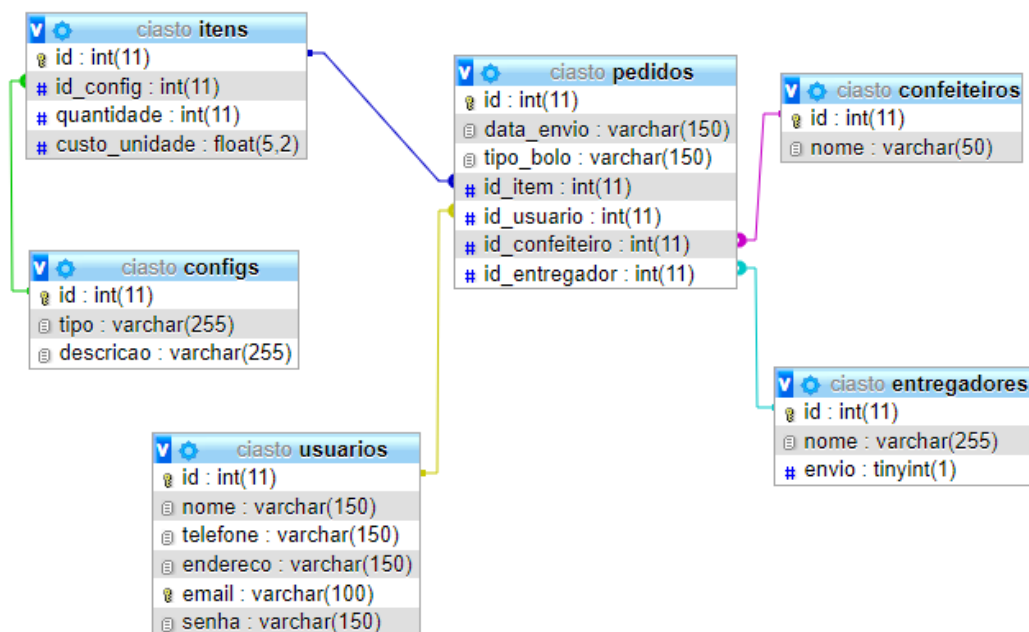 ciasto itens
id : int(11)
# id_config : int(11)
# quantidade : int(11)
# custo_unidade : float(5,2)
ciasto pedidos
id : int(11)
data_envio : varchar(150)
tipo_bolo : varchar(150)
# id_item : int(11)
# id_usuario : int(11)
# id_confeiteiro : int(11)
# id_entregador : int(11)
ciasto confeiteiros
id : int(11)
nome : varchar(50)
ciasto configs
id : int(11)
tipo : varchar(255)
descricao : varchar(255)
ciasto entregadores
id : int(11)
nome : varchar(255)
# envio : tinyint(1)
ciasto usuarios
id : int(11)
nome : varchar(150)
telefone : varchar(150)
endereco : varchar(150)
email : varchar(100)
senha : varchar(150)